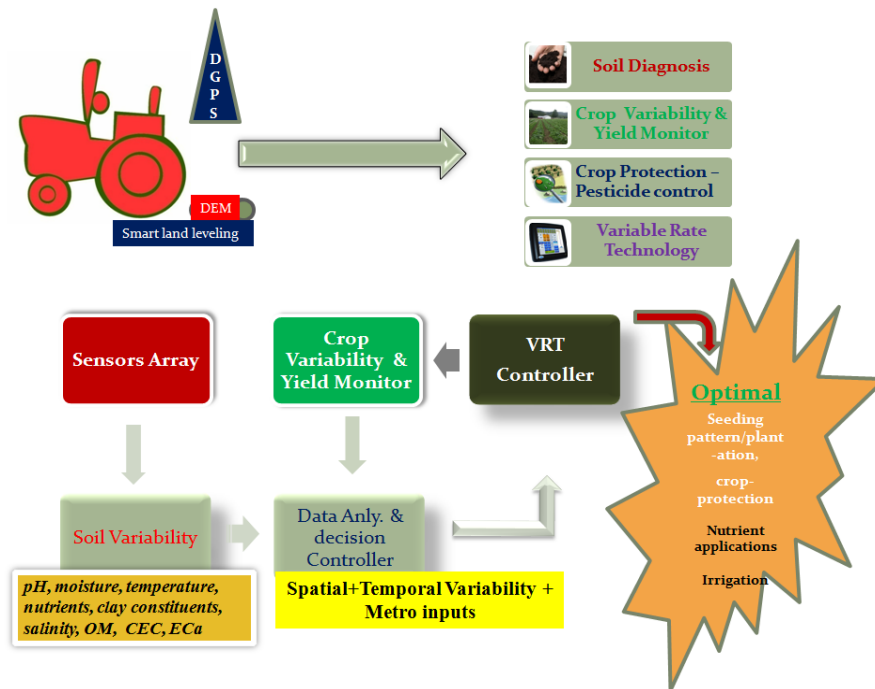 D
G
P
S
DEM
Smart land leveling
Soil Diagnosis
Crop Variability &
Yield Monitor
Crop Protection –
Pesticide control
Variable Rate
Technology
Sensors Array
Crop
Variability &
Yield Monitor
VRT
Controller
Optimal
Seeding
pattern/plant
-ation,
crop-
protection
Nutrient
applications
Irrigation
Soil Variability
pH, moisture, temperature,
nutrients, clay constituents,
salinity, OM, CEC, ECa
Data Anly. &
decision
Controller
Spatial+Temporal Variability +
Metro inputs